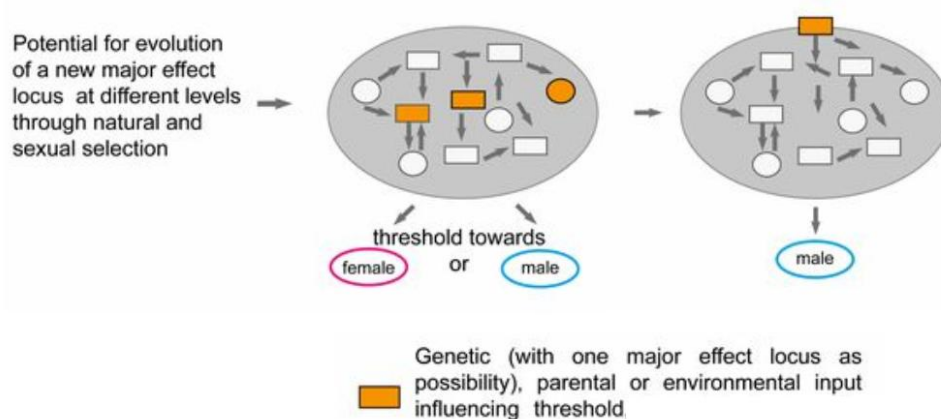 Potential for evolution
of a new major effect
locus at different levels
through natural and
sexual selection
threshold towards
female or male
male
Genetic (with one major effect locus as
possibility), parental or environmental input
influencing threshold